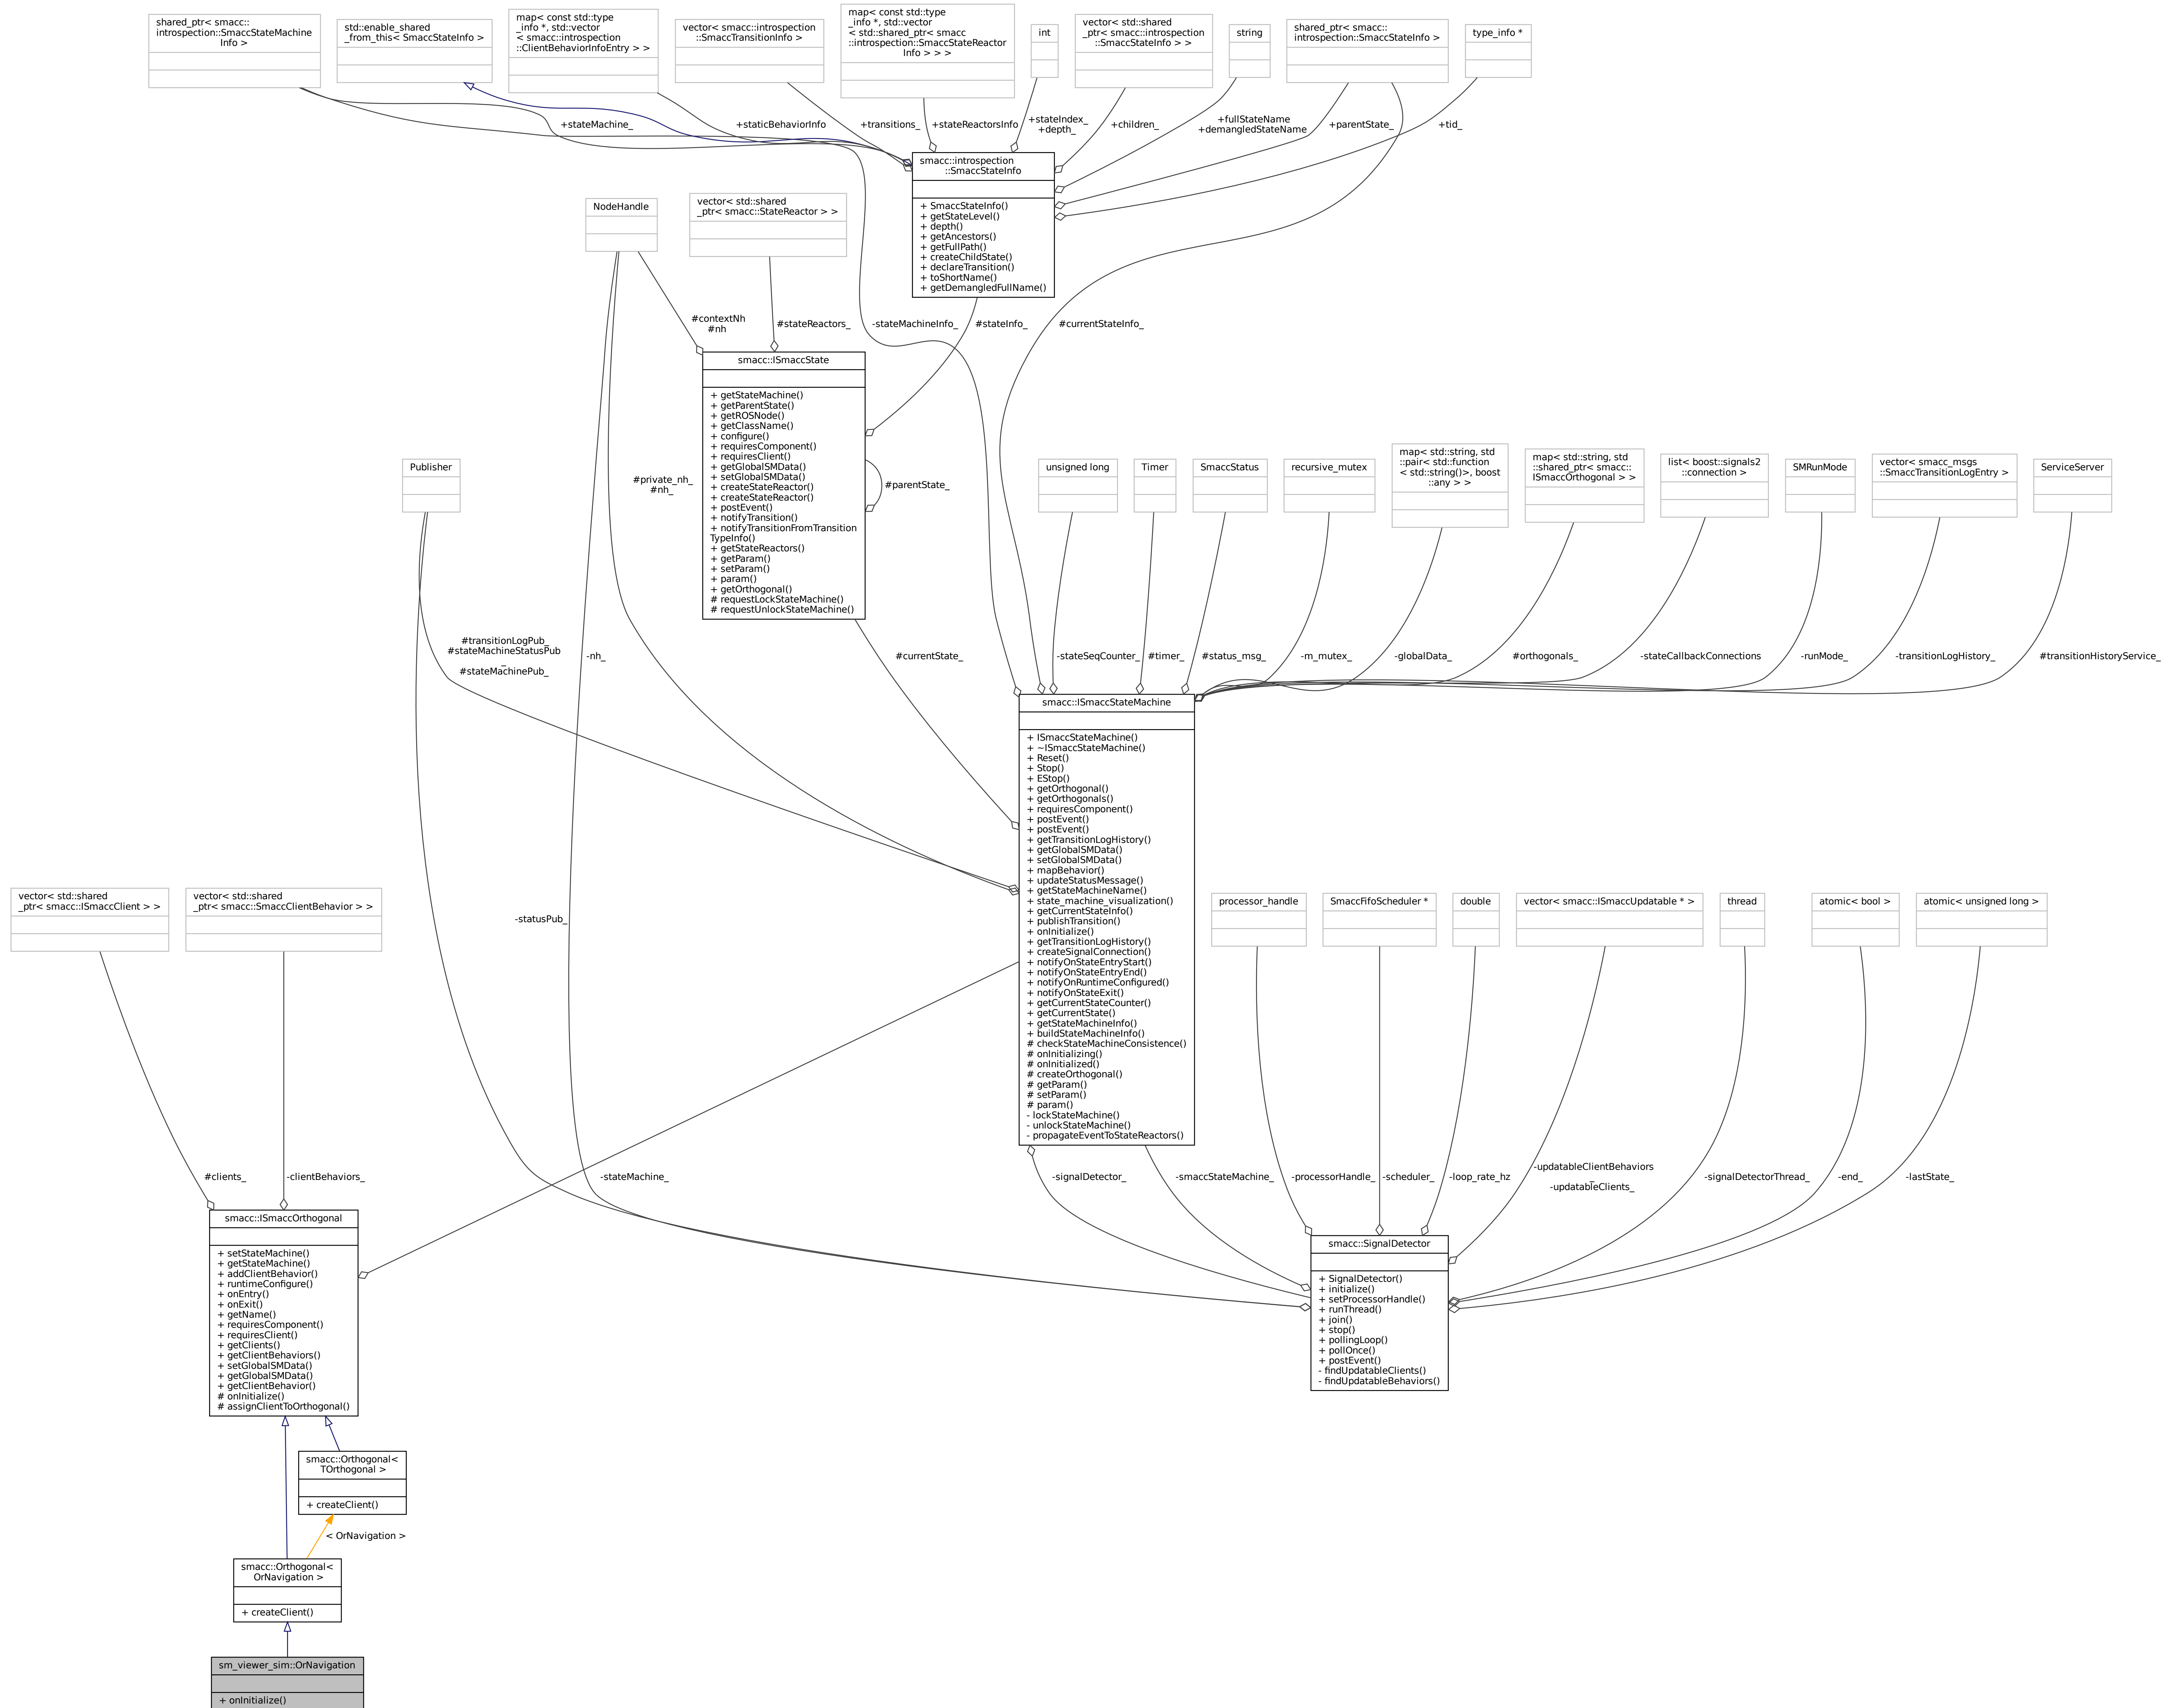 shared_ptr< smacc::
introspection::SmaccStateMachine
Info >
std::enable_shared
_from_this< SmaccStateInfo >
map< const std::type
_info *, std::vector
< smacc::introspection
::ClientBehaviorInfoEntry > >
vector< smacc::introspection
::SmaccTransitionInfo >
map< const std::type
_info *, std::vector
< std::shared_ptr< smacc
::introspection::SmaccStateReactor
Info > > >
int
vector< std::shared
_ptr< smacc::introspection
::SmaccStateInfo > >
string
shared_ptr< smacc::
introspection::SmaccStateInfo >
type_info *
+stateMachine_
+staticBehaviorInfo
+transitions_
+stateReactorsInfo
+stateIndex_
+depth_
+children_
+fullStateName
+demangledStateName
+parentState_
+tid_
smacc::introspection
::SmaccStateInfo
+ SmaccStateInfo()
+ getStateLevel()
+ depth()
+ getAncestors()
+ getFullPath()
+ createChildState()
+ declareTransition()
+ toShortName()
+ getDemangledFullName()
NodeHandle
vector< std::shared
_ptr< smacc::StateReactor > >
#contextNh
#nh
#stateReactors_
-stateMachineInfo_
#stateInfo_
#currentStateInfo_
smacc::ISmaccState
+ getStateMachine()
+ getParentState()
+ getROSNode()
+ getClassName()
+ configure()
+ requiresComponent()
+ requiresClient()
+ getGlobalSMData()
+ setGlobalSMData()
+ createStateReactor()
+ createStateReactor()
+ postEvent()
+ notifyTransition()
+ notifyTransitionFromTransition
TypeInfo()
+ getStateReactors()
+ getParam()
+ setParam()
+ param()
+ getOrthogonal()
# requestLockStateMachine()
# requestUnlockStateMachine()
#parentState_
#private_nh_
#nh_
Publisher
unsigned long
Timer
SmaccStatus
recursive_mutex
map< std::string, std
::pair< std::function
< std::string()>, boost
::any > >
map< std::string, std
::shared_ptr< smacc::
ISmaccOrthogonal > >
list< boost::signals2
::connection >
SMRunMode
vector< smacc_msgs
::SmaccTransitionLogEntry >
ServiceServer
#transitionLogPub_
#stateMachineStatusPub
_
#stateMachinePub_
-nh_
#currentState_
-stateSeqCounter_
#timer_
#status_msg_
-m_mutex_
-globalData_
#orthogonals_
-stateCallbackConnections
-runMode_
-transitionLogHistory_
#transitionHistoryService_
smacc::ISmaccStateMachine
+ ISmaccStateMachine()
+ ~ISmaccStateMachine()
+ Reset()
+ Stop()
+ EStop()
+ getOrthogonal()
+ getOrthogonals()
+ requiresComponent()
+ postEvent()
+ postEvent()
+ getTransitionLogHistory()
+ getGlobalSMData()
+ setGlobalSMData()
+ mapBehavior()
+ updateStatusMessage()
+ getStateMachineName()
+ state_machine_visualization()
+ getCurrentStateInfo()
+ publishTransition()
+ onInitialize()
+ getTransitionLogHistory()
+ createSignalConnection()
+ notifyOnStateEntryStart()
+ notifyOnStateEntryEnd()
+ notifyOnRuntimeConfigured()
+ notifyOnStateExit()
+ getCurrentStateCounter()
+ getCurrentState()
+ getStateMachineInfo()
+ buildStateMachineInfo()
# checkStateMachineConsistence()
# onInitializing()
# onInitialized()
# createOrthogonal()
# getParam()
# setParam()
# param()
- lockStateMachine()
- unlockStateMachine()
- propagateEventToStateReactors()
vector< std::shared
_ptr< smacc::ISmaccClient > >
vector< std::shared
_ptr< smacc::SmaccClientBehavior > >
-statusPub_
processor_handle
SmaccFifoScheduler *
double
vector< smacc::ISmaccUpdatable * >
thread
atomic< bool >
atomic< unsigned long >
#clients_
-clientBehaviors_
-stateMachine_
-signalDetector_
-smaccStateMachine_
-processorHandle_
-scheduler_
-loop_rate_hz
-updatableClientBehaviors
_
-updatableClients_
-signalDetectorThread_
-end_
-lastState_
smacc::ISmaccOrthogonal
+ setStateMachine()
+ getStateMachine()
+ addClientBehavior()
+ runtimeConfigure()
+ onEntry()
+ onExit()
+ getName()
+ requiresComponent()
+ requiresClient()
+ getClients()
+ getClientBehaviors()
+ setGlobalSMData()
+ getGlobalSMData()
+ getClientBehavior()
# onInitialize()
# assignClientToOrthogonal()
smacc::SignalDetector
+ SignalDetector()
+ initialize()
+ setProcessorHandle()
+ runThread()
+ join()
+ stop()
+ pollingLoop()
+ pollOnce()
+ postEvent()
- findUpdatableClients()
- findUpdatableBehaviors()
smacc::Orthogonal<
TOrthogonal >
+ createClient()
< OrNavigation >
smacc::Orthogonal<
OrNavigation >
+ createClient()
sm_viewer_sim::OrNavigation
+ onInitialize()